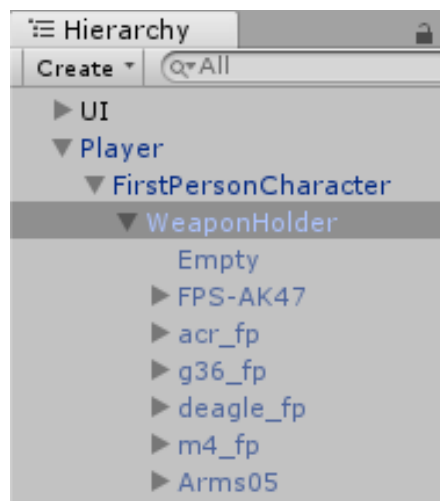 Hierarchy
Create All
UI
Player
FirstPersonCharacter
WeaponHolder
Empty
FPS-AK47
acr_fp
g36_fp
deagle_fp
m4_fp
Arms05